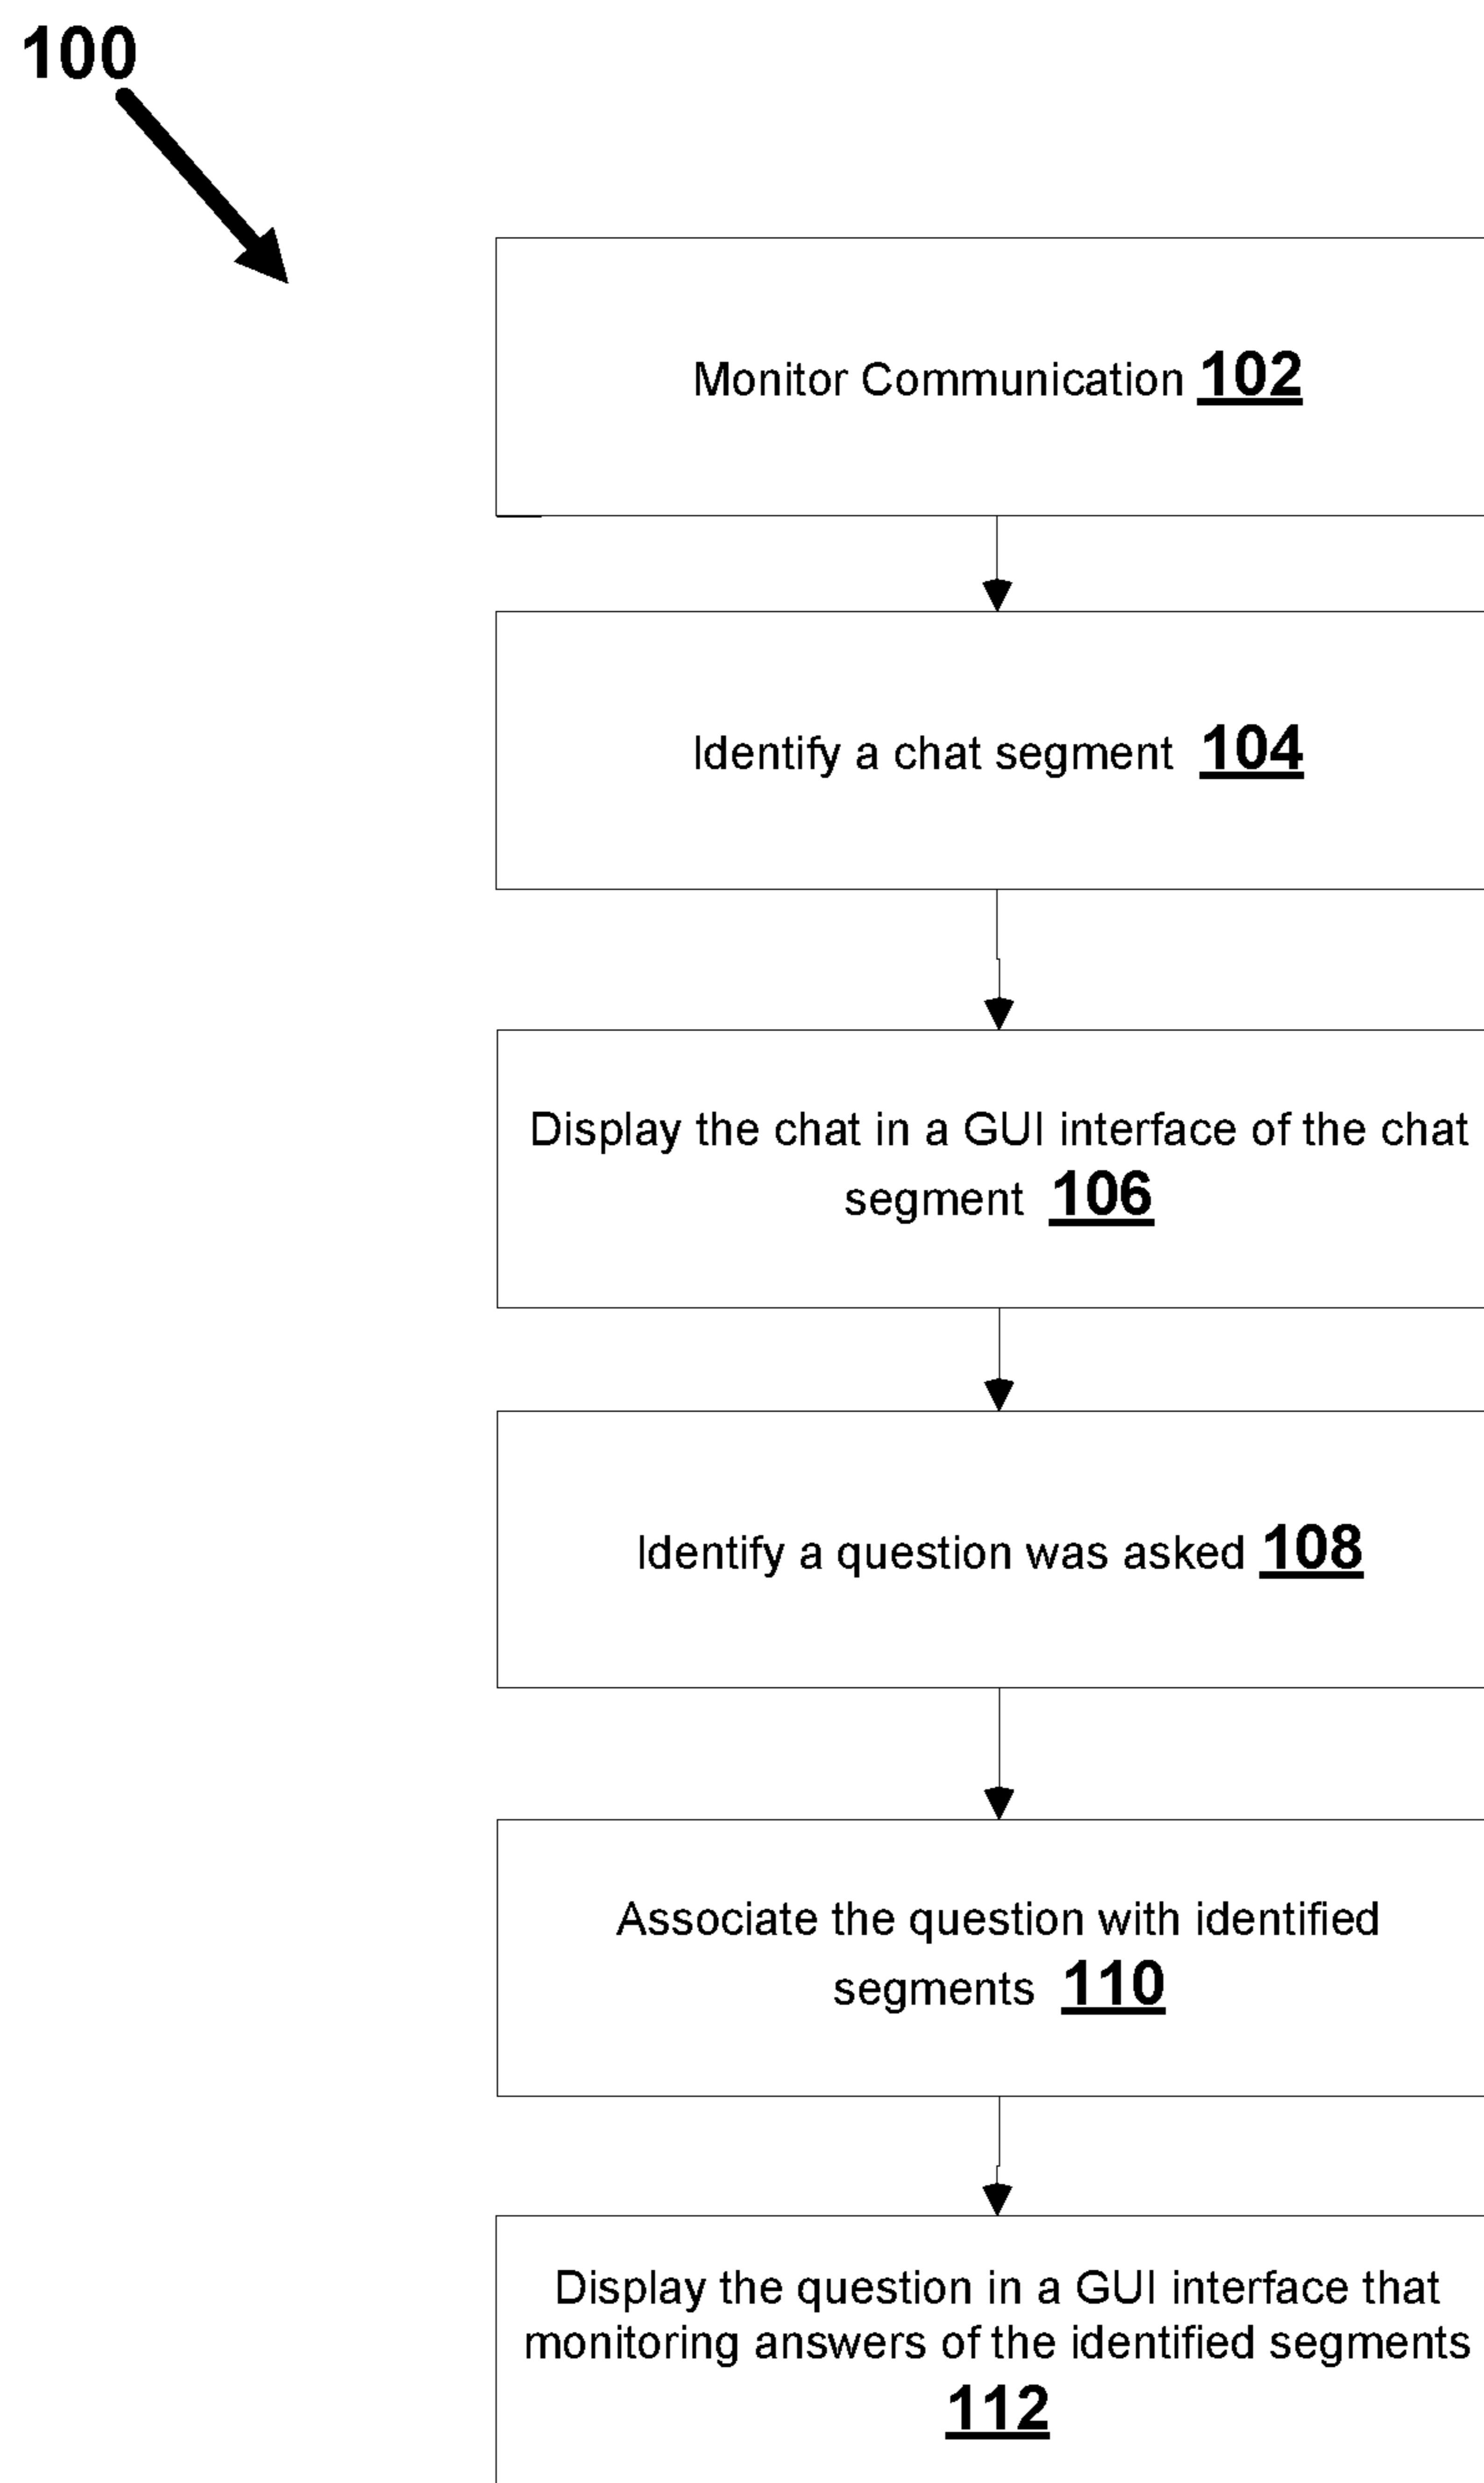 100
Monitor Communication 102
Identify a chat segment 104
Display the chat in a GUI interface of the chat
segment 106
Identify a question was asked 108
Associate the question with identified
segments 110
Display the question in a GUI interface that
monitoring answers of the identified segments
112